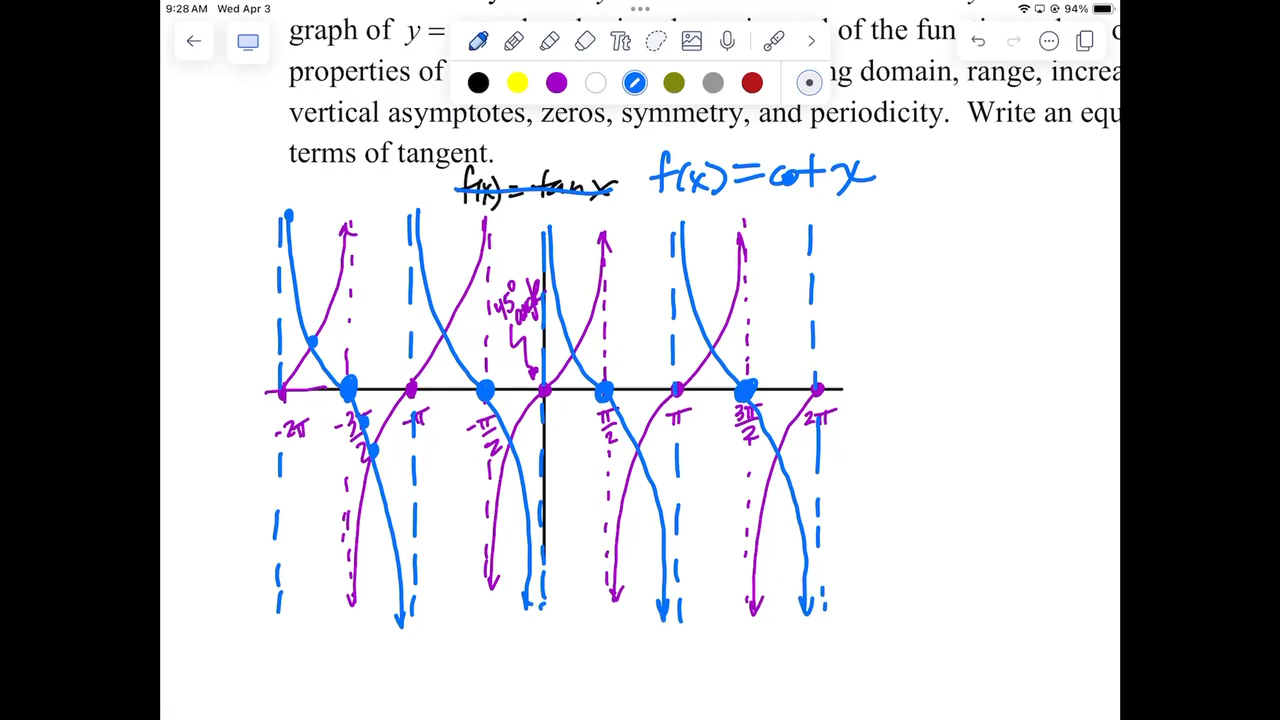 9:28 AM Wed Apr 3
94%
graph of y =
of the fun
properties of
ng domain, range, increa
vertical asymptotes, zeros, symmetry, and periodicity. Write an equ
terms of tangent.
f(x) = tan x
f(x) = cot x
45°
-2π
-3π/2
-π
-π/2
π/2
π
3π/2
2π